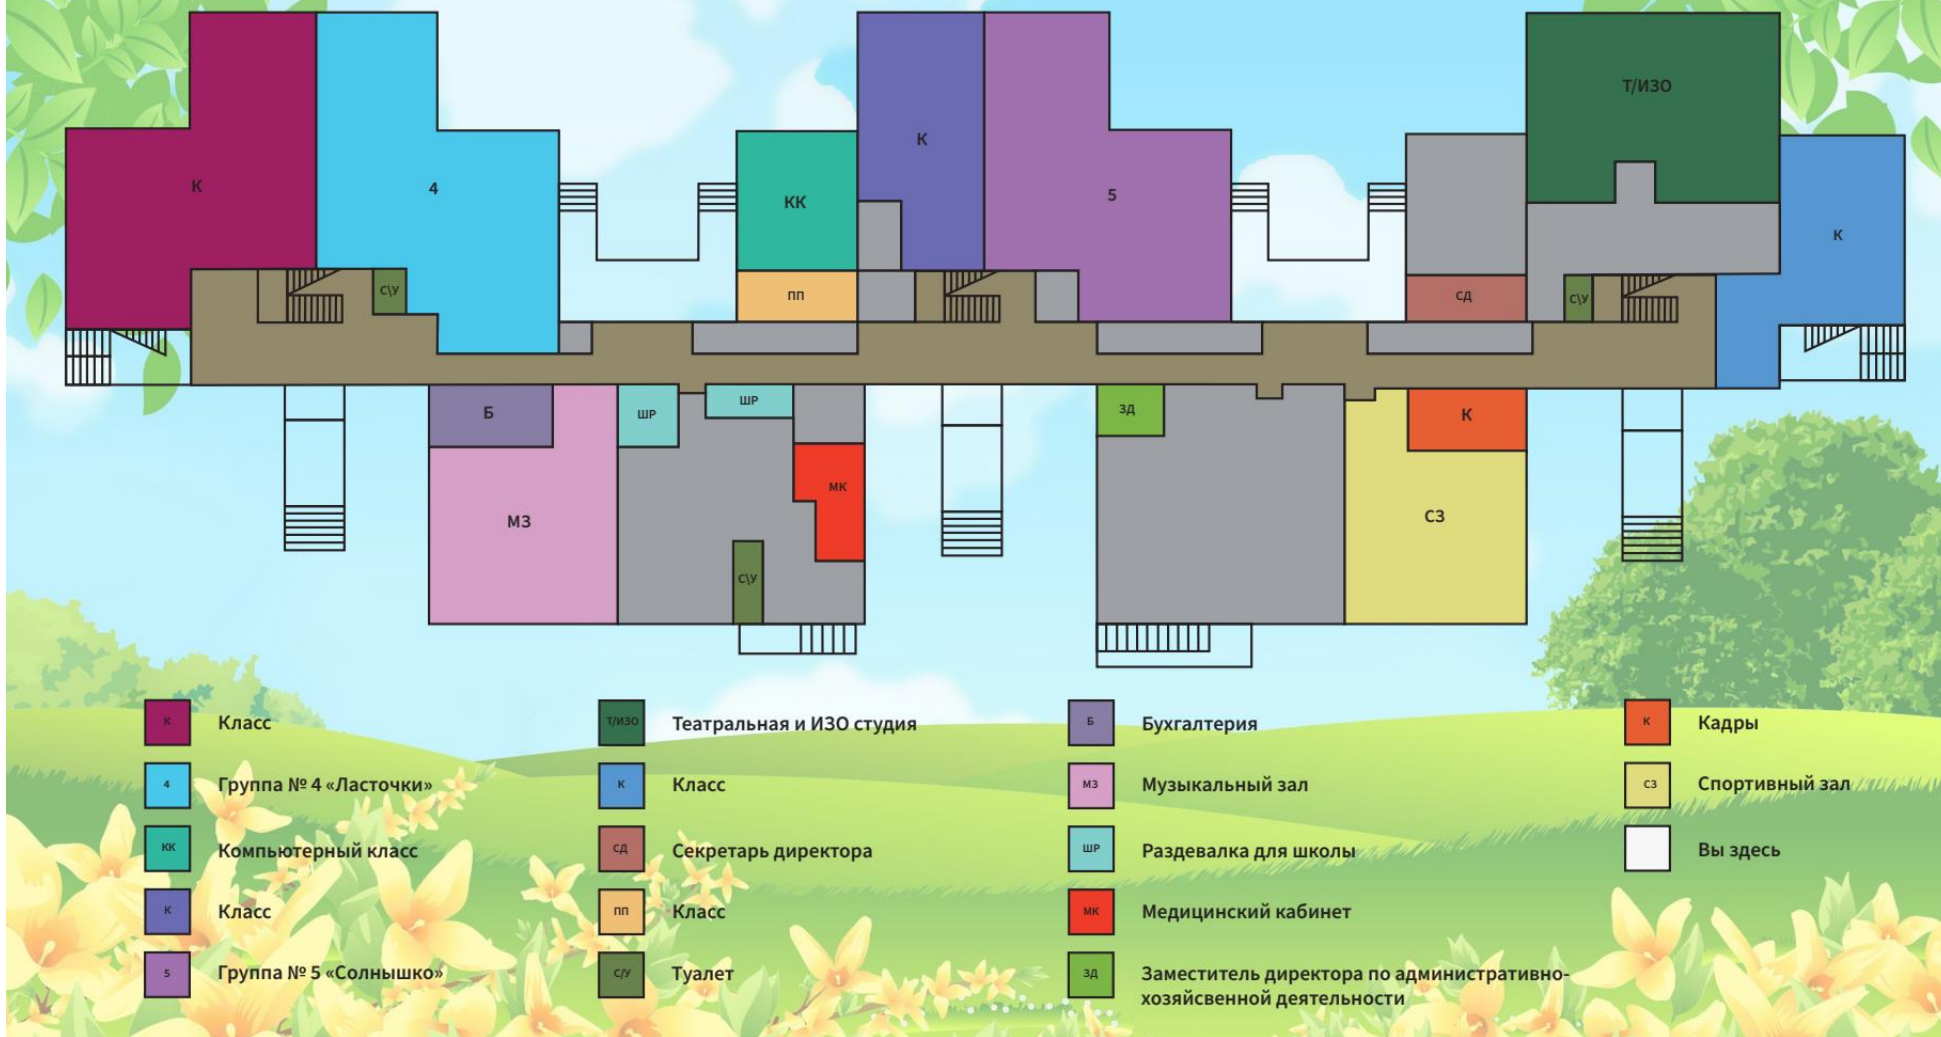 Т/ИЗО
К
К
4
5
КК
К
С\У
ПП
СД
С\У
Б
ШР
ШР
ЗД
К
МК
МЗ
СЗ
С\У
К Класс
Т/ИЗО Театральная и ИЗО студия
Б Бухгалтерия
К Кадры
4 Группа № 4 «Ласточки»
К Класс
МЗ Музыкальный зал
СЗ Спортивный зал
КК Компьютерный класс
СД Секретарь директора
ШР Раздевалка для школы
Вы здесь
К Класс
ПП Класс
МК Медицинский кабинет
5 Группа № 5 «Солнышко»
С/У Туалет
ЗД Заместитель директора по административно-
хозяйсвенной деятельности